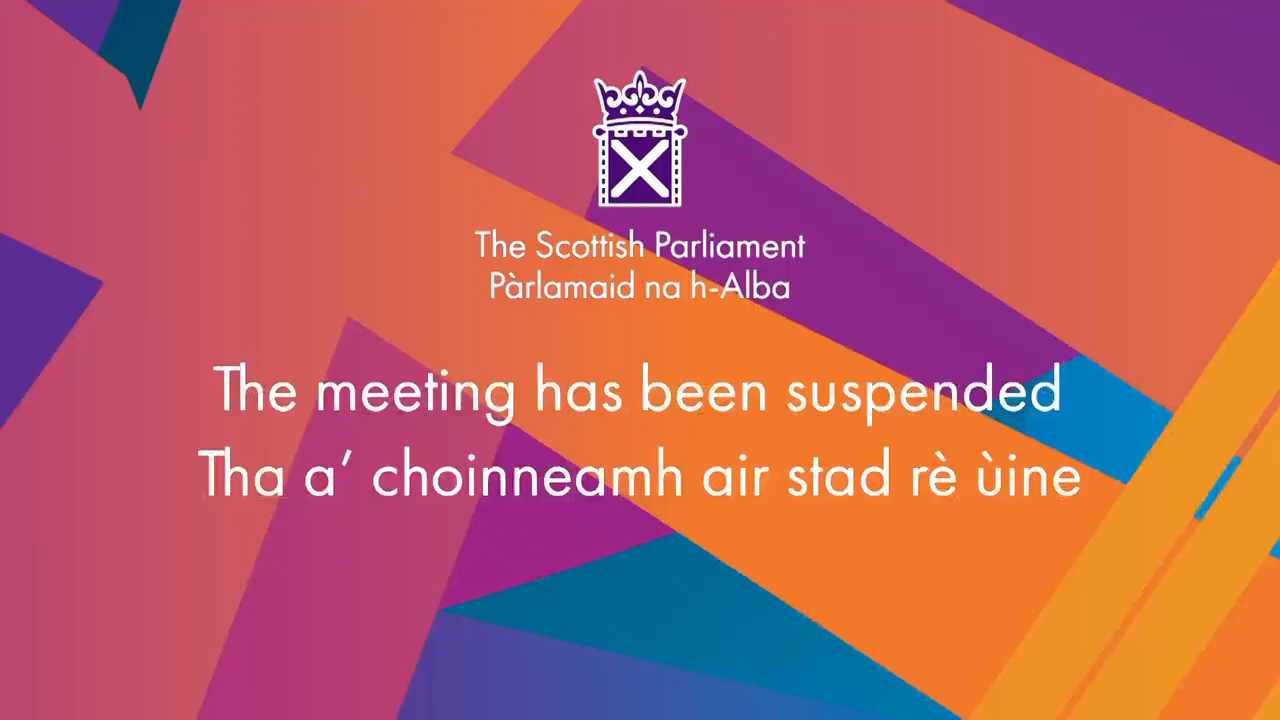 The Scottish Parliament
Pàrlamaid na h-Alba
The meeting has been suspended
Tha a’ choinneamh air stad rè ùine